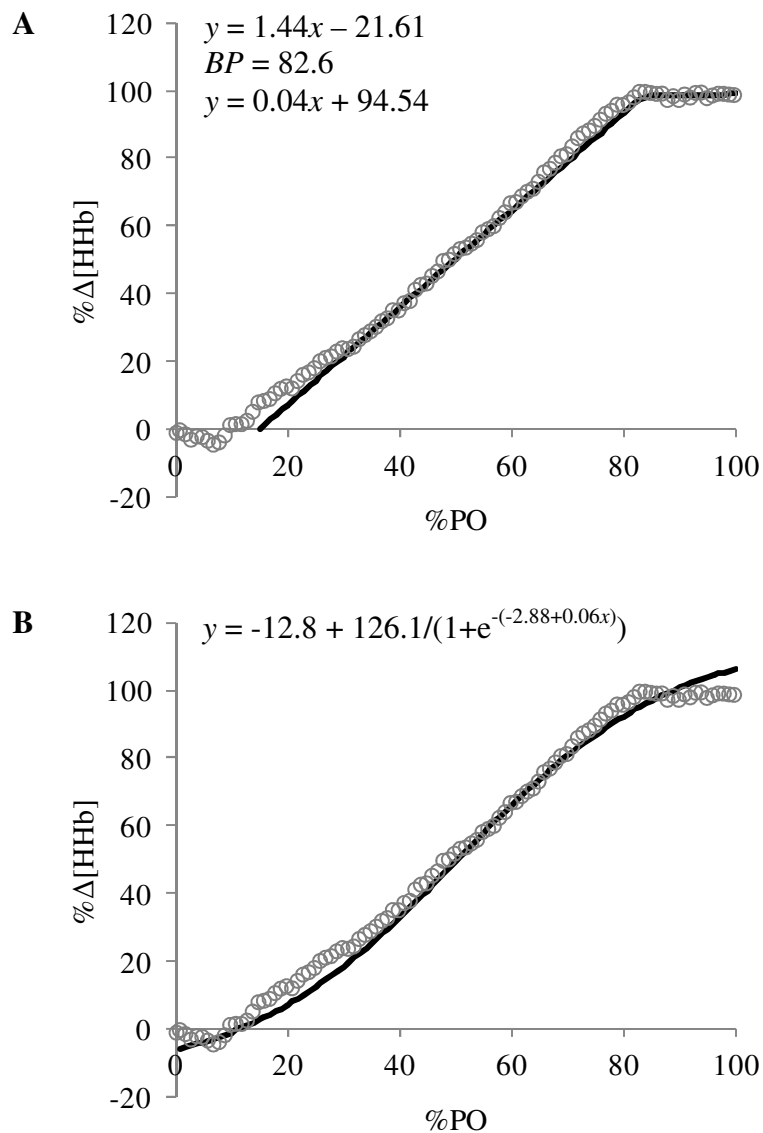 A
120
y = 1.44x – 21.61
BP = 82.6
y = 0.04x + 94.54
100
80
60
40
20
0
-20
%Δ[HHb]
0 20 40 60 80 100
%PO
B
120
y = -12.8 + 126.1/(1+e^-(-2.88+0.06x))
100
80
60
40
20
0
-20
%Δ[HHb]
0 20 40 60 80 100
%PO